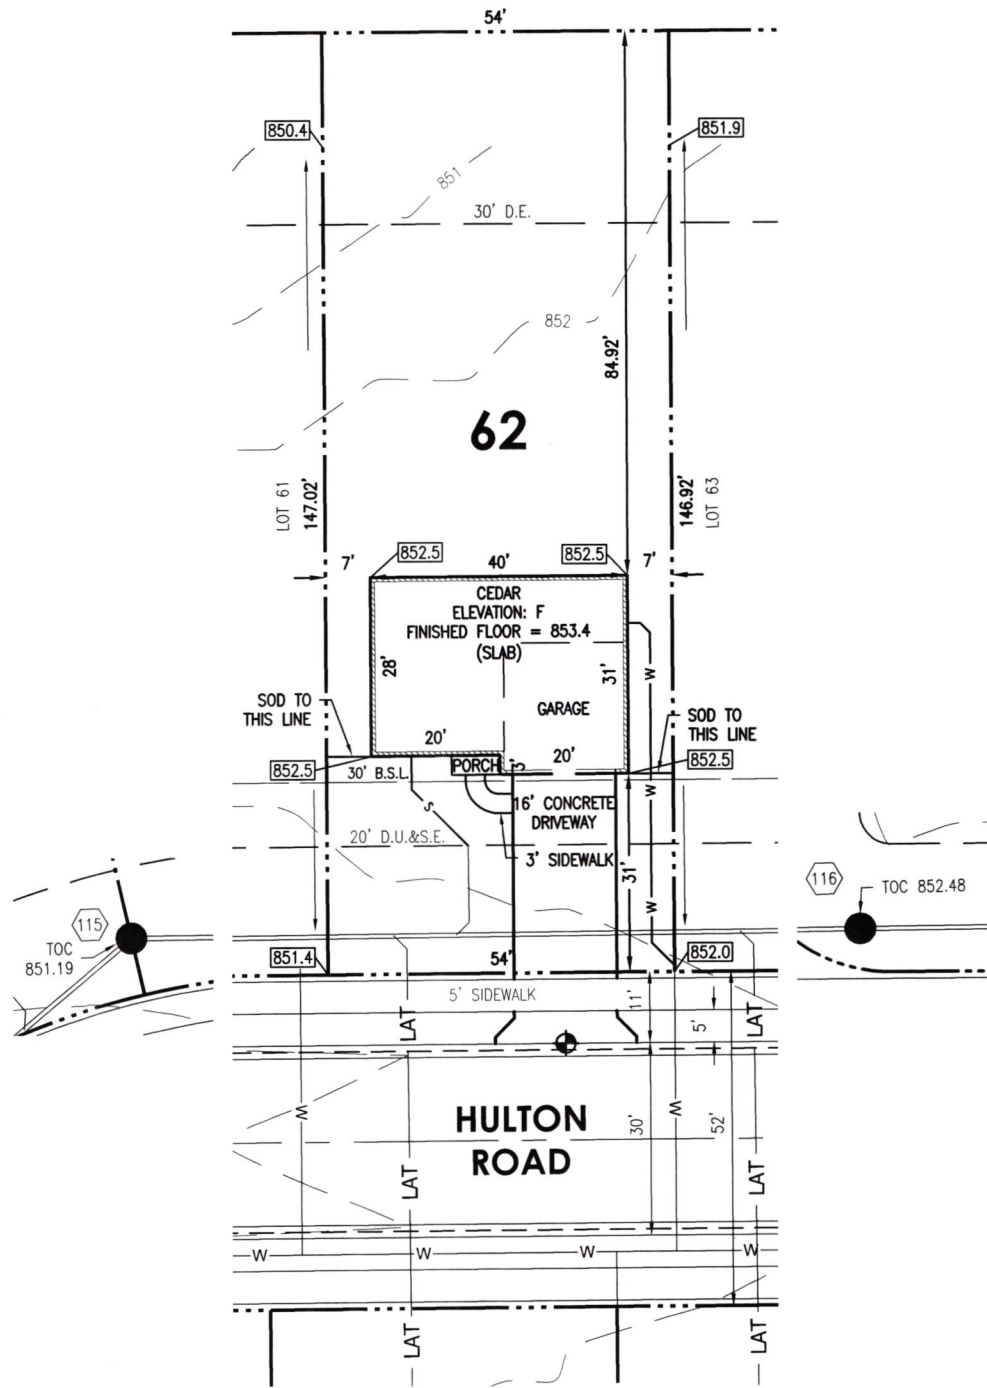 54'
850.4
851.9
851
30' D.E.
852
84.92'
62
LOT 61
147.02'
146.92'
LOT 63
7'
852.5
40'
852.5
7'
CEDAR
ELEVATION: F
FINISHED FLOOR = 853.4
(SLAB)
28'
31'
W
SOD TO
THIS LINE
GARAGE
SOD TO
THIS LINE
20'
20'
852.5
30' B.S.L.
PORCH
3'
852.5
S
16' CONCRETE
DRIVEWAY
W
20' D.U.&S.E.
3' SIDEWALK
31'
116
TOC 852.48
W
115
TOC
851.19
851.4
54'
852.0
5' SIDEWALK
11'
LAT
5'
LAT
W
HULTON
ROAD
30'
W
52'
LAT
LAT
W
W
W
W
LAT
LAT